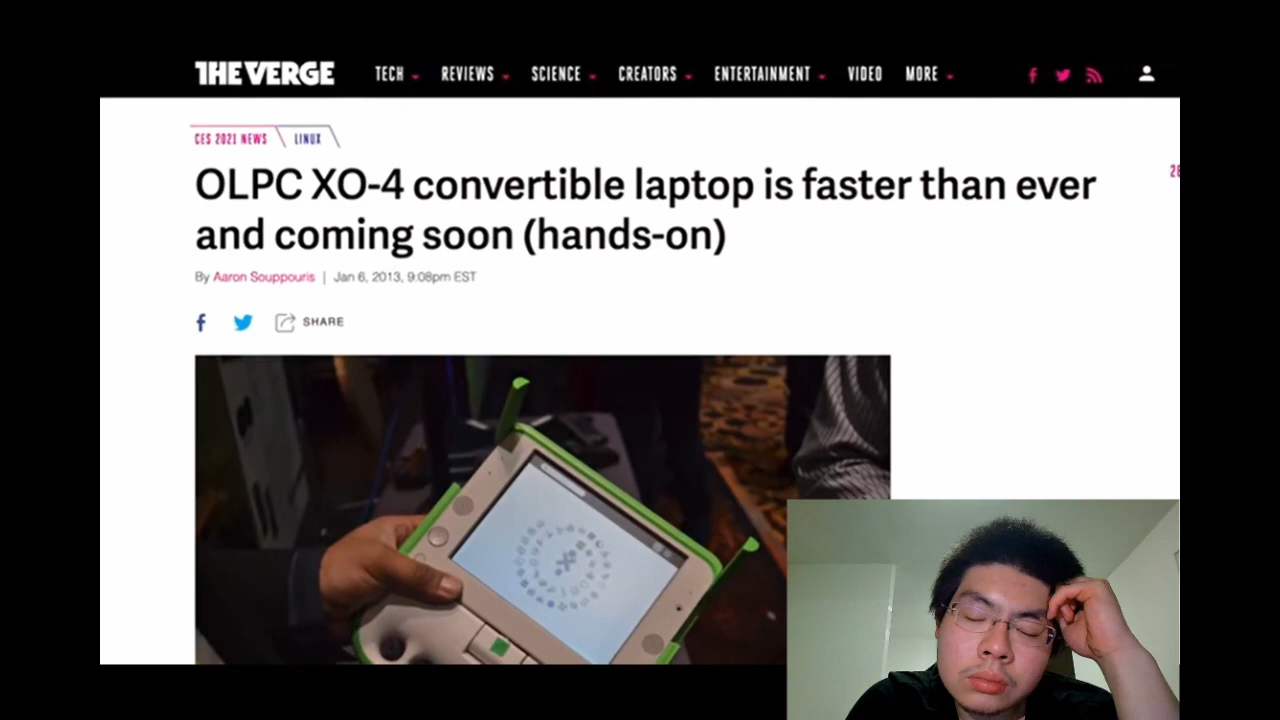 THE VERGE TECH REVIEWS SCIENCE CREATORS ENTERTAINMENT VIDEO MORE
CES 2021 NEWS LINUX
OLPC XO-4 convertible laptop is faster than ever
and coming soon (hands-on)
By Aaron Souppouris | Jan 6, 2013, 9:08pm EST
SHARE